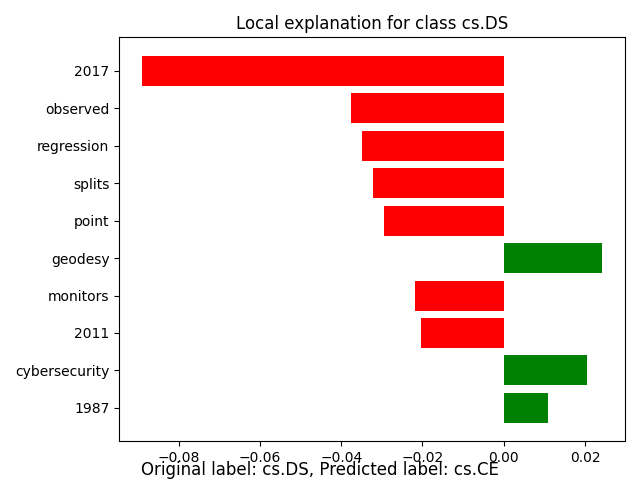 Local explanation for class cs.DS
2017
observed
regression
splits
point
geodesy
monitors
2011
cybersecurity
1987
−0.08 −0.06 −0.04 −0.02 0.00 0.02
Original label: cs.DS, Predicted label: cs.CE